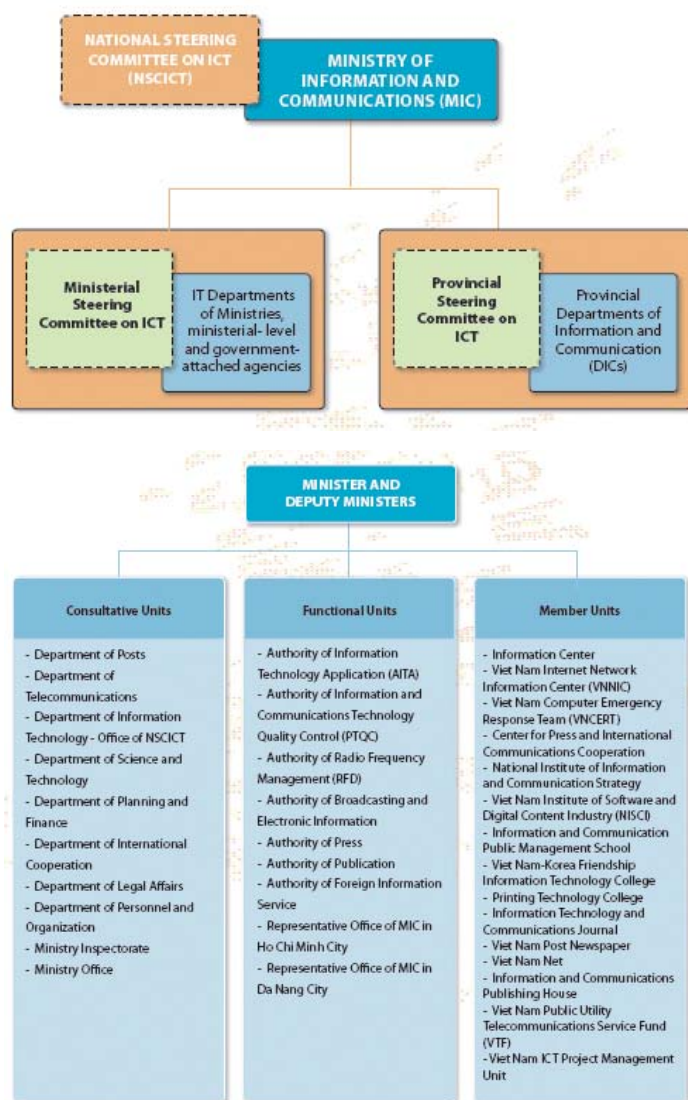 NATIONAL STEERING
COMMITTEE ON ICT
(NSCICT)
MINISTRY OF
INFORMATION AND
COMMUNICATIONS (MIC)
Ministerial
Steering
Committee on ICT
IT Departments
of Ministries,
ministerial- level
and government-
attached agencies
Provincial
Steering
Committee on
ICT
Provincial
Departments of
Information and
Communication
(DICs)
MINISTER AND
DEPUTY MINISTERS
Consultative Units
- Department of Posts
- Department of
Telecommunications
- Department of Information
Technology - Office of NSCICT
- Department of Science and
Technology
- Department of Planning and
Finance
- Department of International
Cooperation
- Department of Legal Affairs
- Department of Personnel and
Organization
- Ministry Inspectorate
- Ministry Office
Functional Units
- Authority of Information
Technology Application (AITA)
- Authority of Information and
Communications Technology
Quality Control (PTQC)
- Authority of Radio Frequency
Management (RFD)
- Authority of Broadcasting and
Electronic Information
- Authority of Press
- Authority of Publication
- Authority of Foreign Information
Service
- Representative Office of MIC in
Ho Chi Minh City
- Representative Office of MIC in
Da Nang City
Member Units
- Information Center
- Viet Nam Internet Network
Information Center (VNNIC)
- Viet Nam Computer Emergency
Response Team (VNCERT)
- Center for Press and International
Communications Cooperation
- National Institute of Information
and Communication Strategy
- Viet Nam Institute of Software and
Digital Content Industry (NISCI)
- Information and Communication
Public Management School
- Viet Nam-Korea Friendship
Information Technology College
- Printing Technology College
- Information Technology and
Communications Journal
- Viet Nam Post Newspaper
- Viet Nam Net
- Information and Communications
Publishing House
- Viet Nam Public Utility
Telecommunications Service Fund
(VTF)
-Viet Nam ICT Project Management
Unit